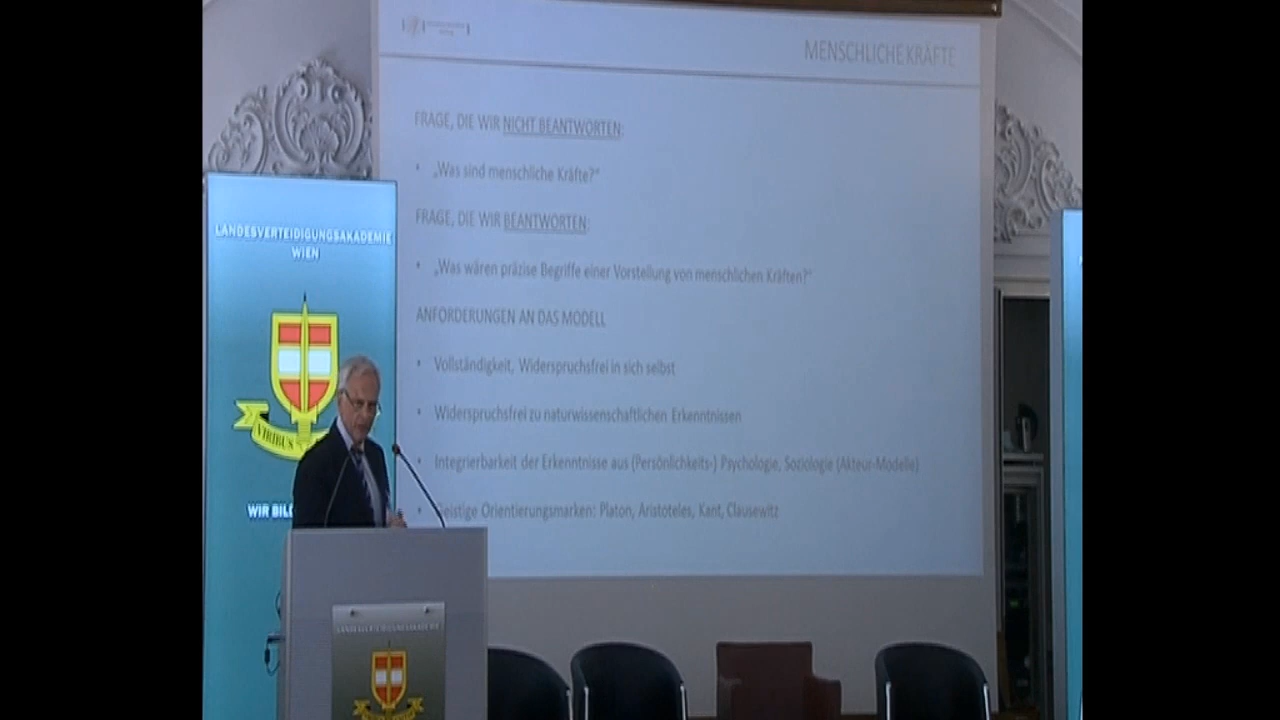 MENSCHLICHE KRÄFTE
FRAGE, DIE WIR NICHT BEANTWORTEN:
• „Was sind menschliche Kräfte?“
FRAGE, DIE WIR BEANTWORTEN:
• „Was wären präzise Begriffe einer Vorstellung von menschlichen Kräften?“
ANFORDERUNGEN AN DAS MODELL
• Vollständigkeit, Widerspruchsfrei in sich selbst
• Widerspruchsfrei zu naturwissenschaftlichen Erkenntnissen
• Integrierbarkeit der Erkenntnisse aus (Persönlichkeits-) Psychologie, Soziologie (Akteur-Modelle)
• Orientierungsmarken: Platon, Aristoteles, Kant, Clausewitz
LANDESVERTEIDIGUNGSAKADEMIE
WIEN
VIRIBUS
WIR BIL
LANDESVERTEIDIGUNGSAKADEMIE